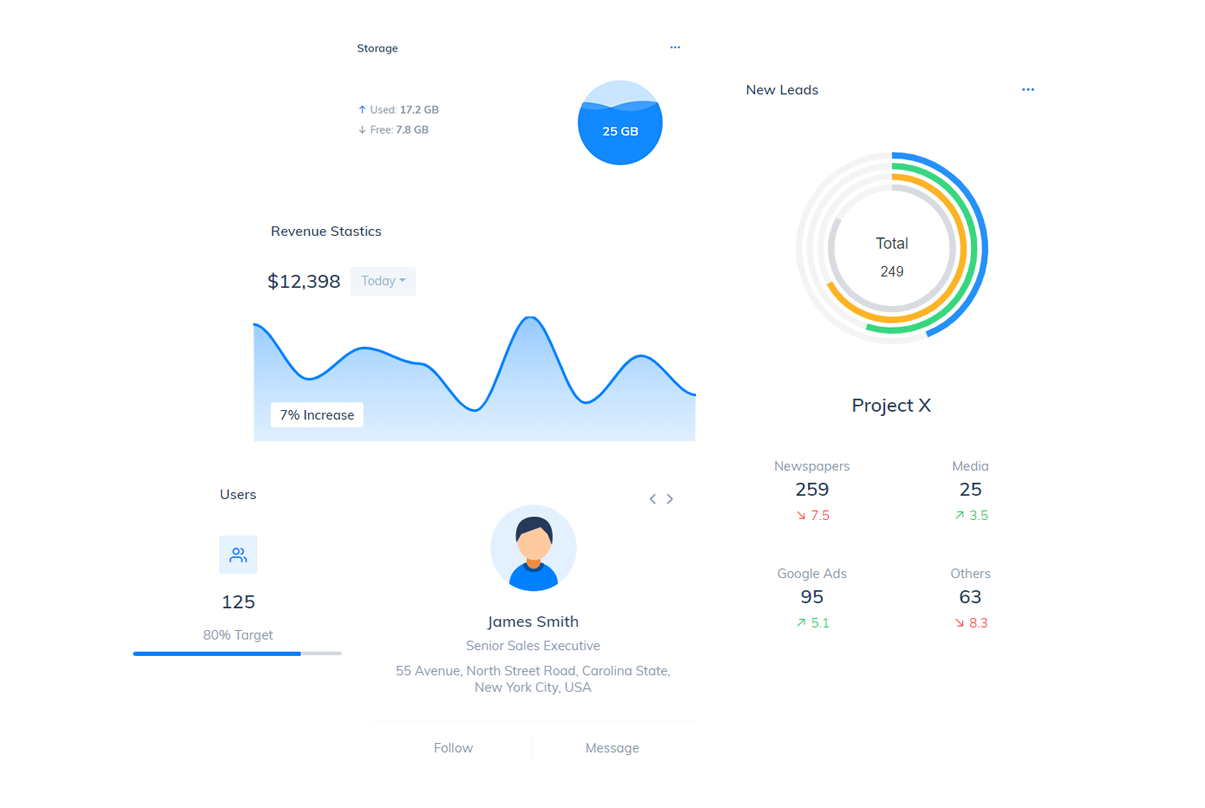 Storage
Used: 17.2 GB
Free: 7.8 GB
25 GB
Revenue Stastics
$12,398 Today
7% Increase
Users
125
80% Target
James Smith
Senior Sales Executive
55 Avenue, North Street Road, Carolina State,
New York City, USA
Follow Message
New Leads
Total
249
Project X
Newspapers Media
259 25
7.5 3.5
Google Ads Others
95 63
5.1 8.3